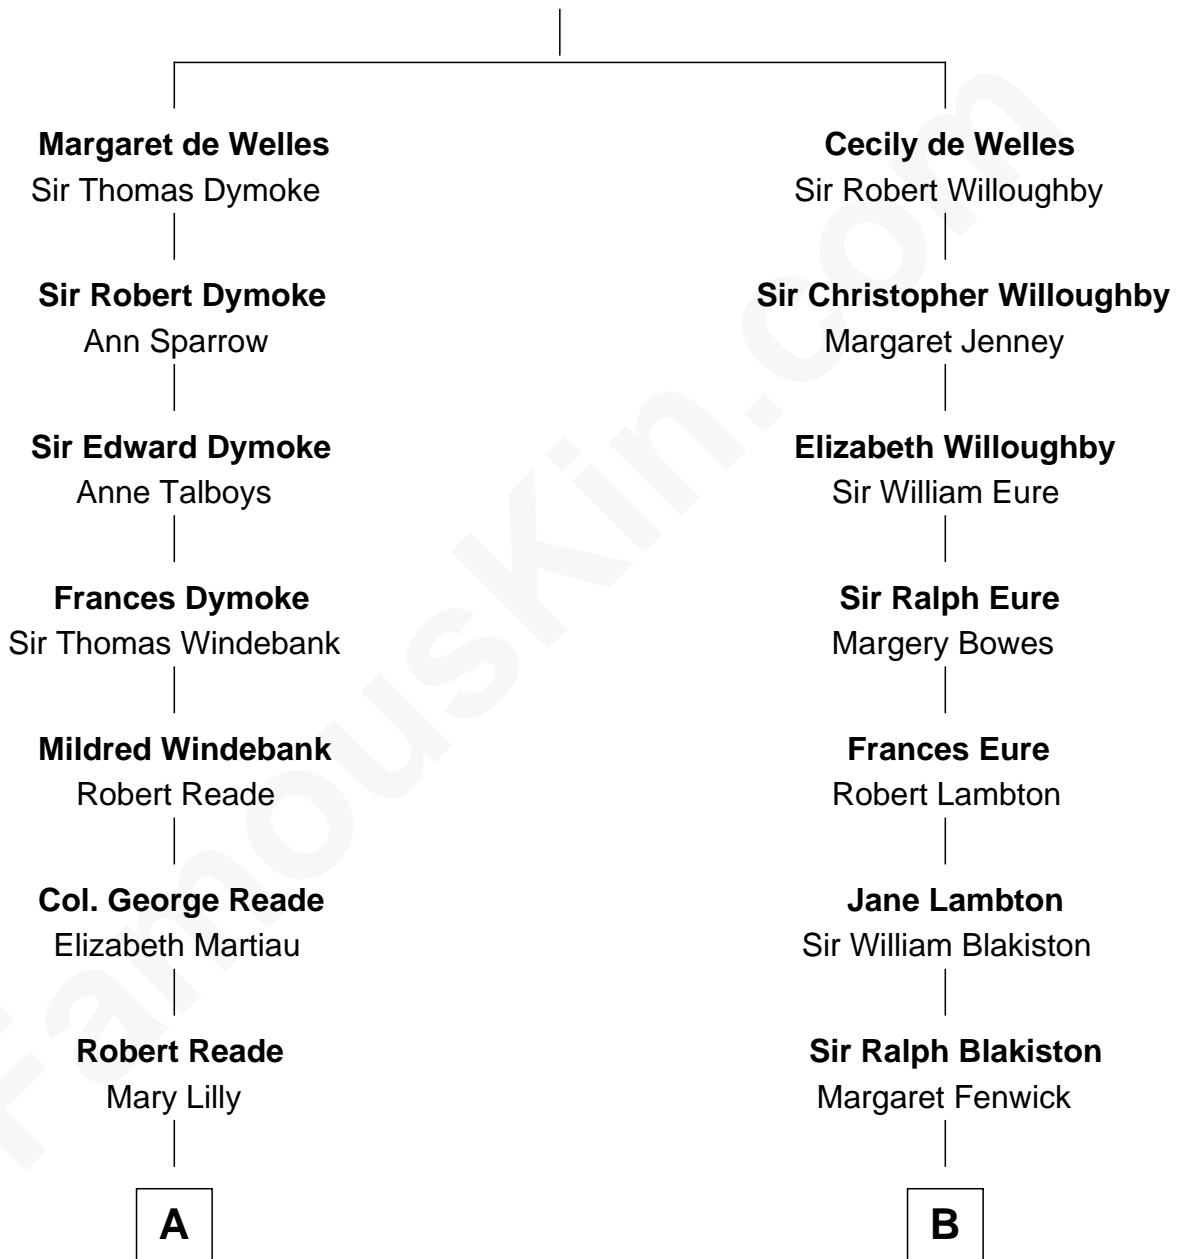 Margaret de Welles
Sir Thomas Dymoke
Cecily de Welles
Sir Robert Willoughby
Sir Robert Dymoke
Ann Sparrow
Sir Christopher Willoughby
Margaret Jenney
Sir Edward Dymoke
Anne Talboys
Elizabeth Willoughby
Sir William Eure
Frances Dymoke
Sir Thomas Windebank
Sir Ralph Eure
Margery Bowes
Mildred Windebank
Robert Reade
Frances Eure
Robert Lambton
Col. George Reade
Elizabeth Martiau
Jane Lambton
Sir William Blakiston
Robert Reade
Mary Lilly
Sir Ralph Blakiston
Margaret Fenwick
A
B
FamousKin.com